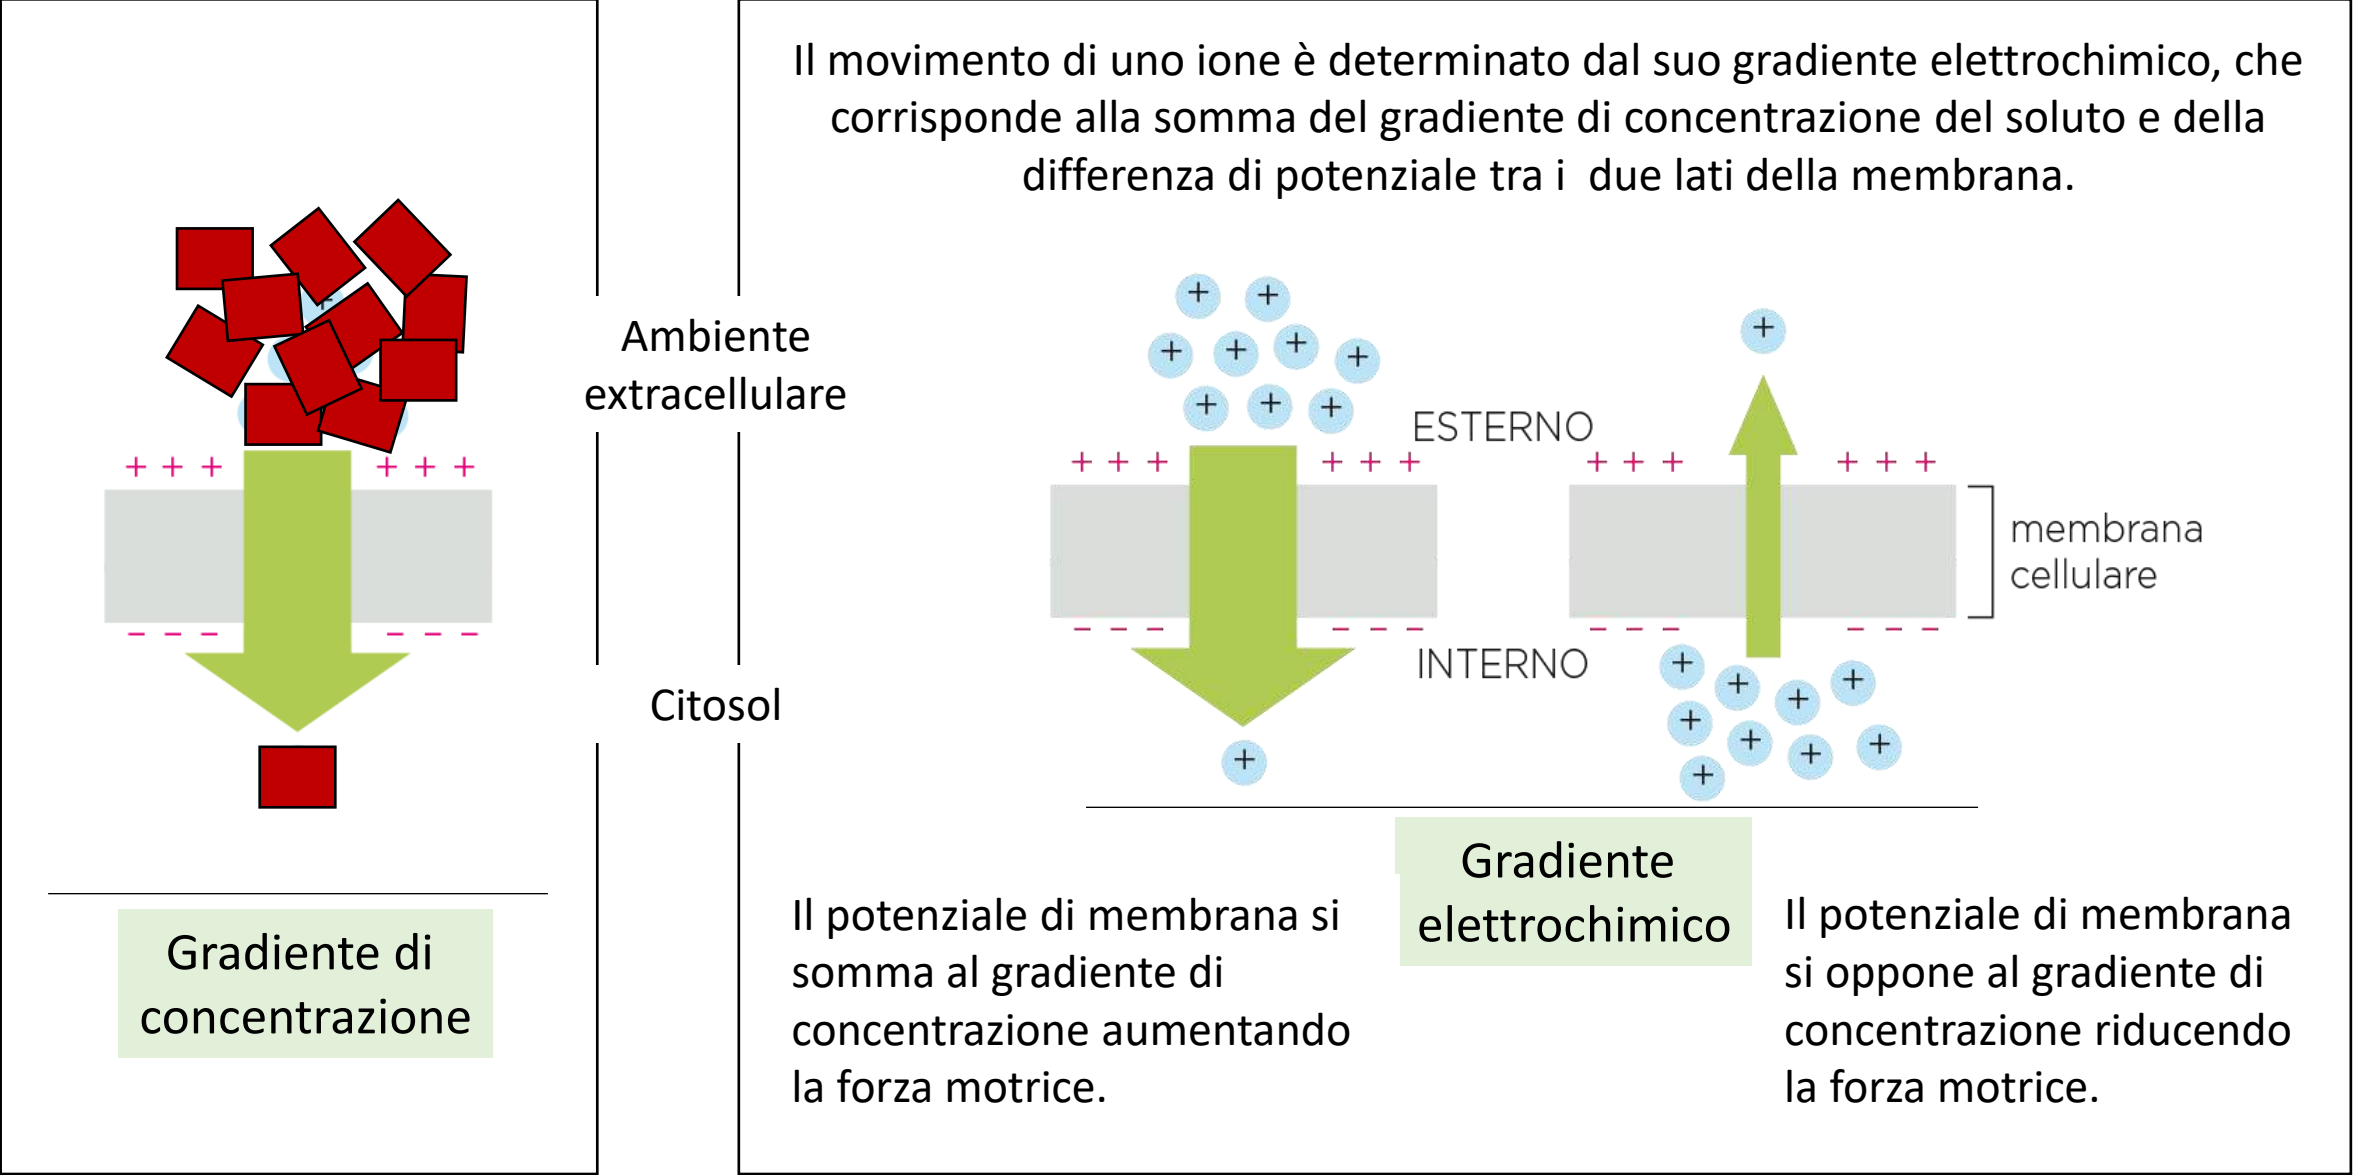 Il movimento di uno ione è determinato dal suo gradiente elettrochimico, che
corrisponde alla somma del gradiente di concentrazione del soluto e della
differenza di potenziale tra i  due lati della membrana.
Ambiente
extracellulare
+ + + + + +
- - - - - -
Citosol
Gradiente di
concentrazione
+ +
+ + + +
+ + +
+
ESTERNO
+ + + + + + + + + + + +
membrana
cellulare
- - - - - - - - - - - -
INTERNO
+
+ + + +
+ + + +
+
Gradiente
elettrochimico
Il potenziale di membrana si
somma al gradiente di
concentrazione aumentando
la forza motrice.
Il potenziale di membrana
si oppone al gradiente di
concentrazione riducendo
la forza motrice.